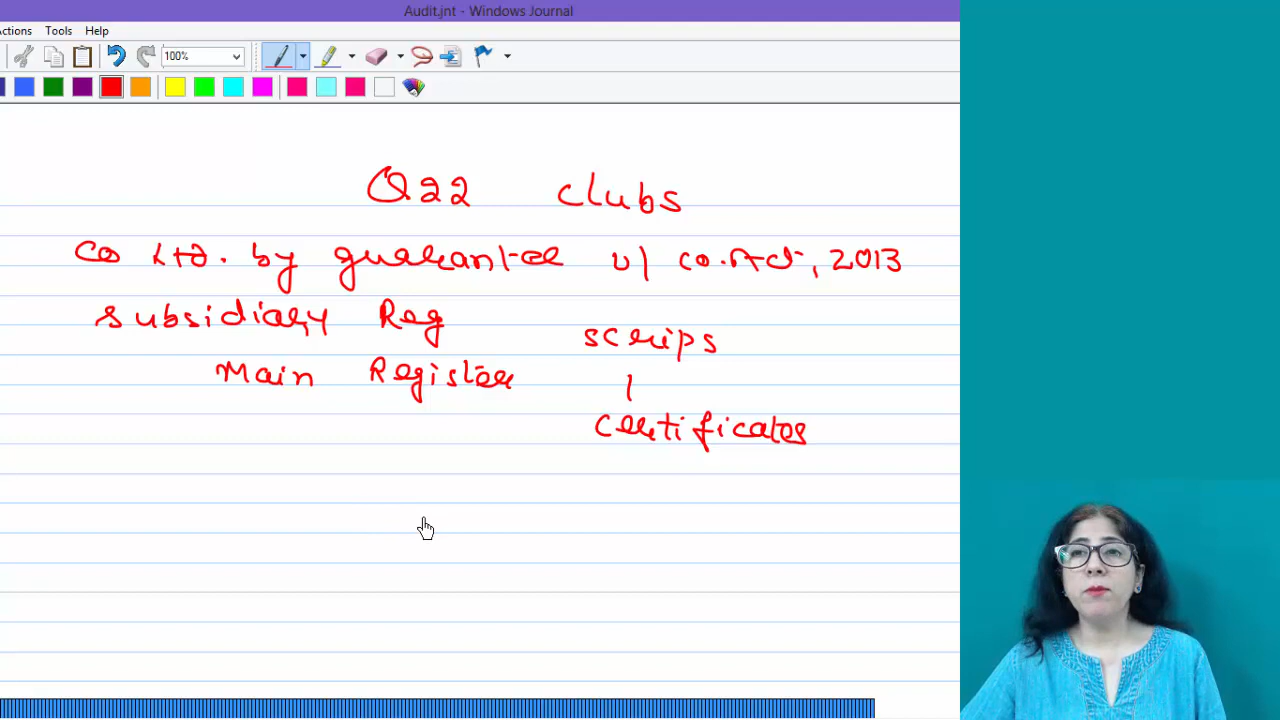 Audit.jnt - Windows Journal
Actions Tools Help
100%
Q22 Clubs
Co Ltd. by guarantee u/ co. Act, 2013
subsidiary Reg
scrips
Main Register
Certificates